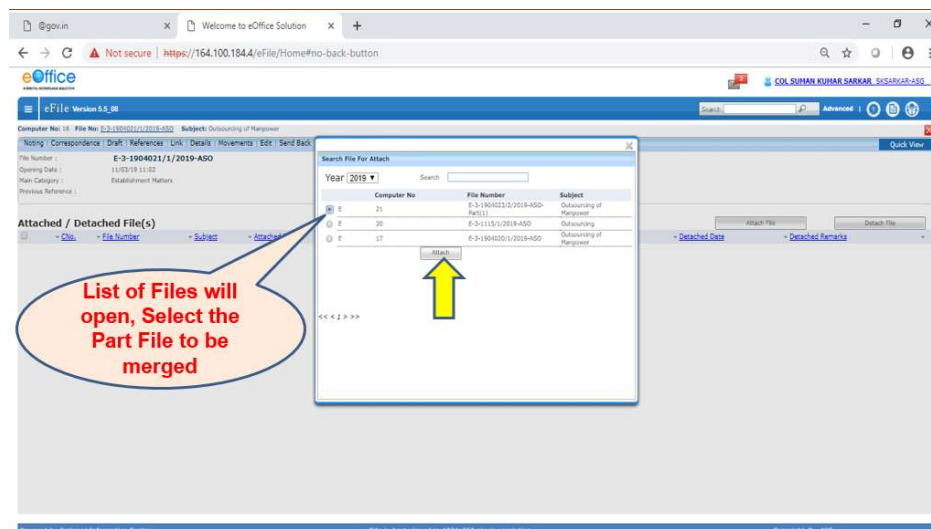 @gov.in
Welcome to eOffice Solution
Not secure | https://164.100.184.4/eFile/Home#no-back-button
eOffice
COL SUMAN KUMAR SARKAR SKSARKAR-ASG
eFile Version 5.5_08
Search
Advanced
Computer No: 16 File No: E-3-1904021/1/2019-ASO Subject: Outsourcing of Manpower
Noting | Correspondence | Draft | References | Link | Details | Movements | Edit | Send Back
Quick View
File Number : E-3-1904021/1/2019-ASO
Opening Date : 11/03/19 11:02
Main Category : Establishment Matters
Previous Reference :
Search File For Attach
Year 2019 Search
Computer No File Number Subject
E 21 E-3-1904023/2/2019-ASO-Part(1) Outsourcing of Manpower
E 20 E-3-1115/1/2019-ASO Outsourcing
E 17 E-3-1904020/1/2019-ASO Outsourcing of Manpower
Attach
<< < 1 > >>
Attached / Detached File(s)
Attach File Detach File
CNo. File Number Subject Attached
Detached Date Detached Remarks
List of Files will
open, Select the
Part File to be
merged